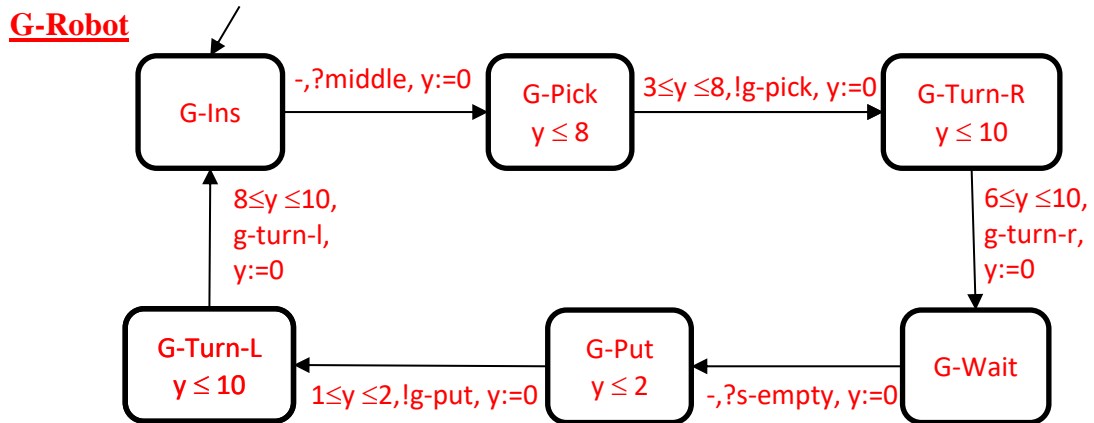 G-Robot
G-Ins
-,?middle, y:=0
G-Pick
y ≤ 8
3≤y ≤8,!g-pick, y:=0
G-Turn-R
y ≤ 10
8≤y ≤10,
g-turn-l,
y:=0
6≤y ≤10,
g-turn-r,
y:=0
G-Turn-L
y ≤ 10
1≤y ≤2,!g-put, y:=0
G-Put
y ≤ 2
-,?s-empty, y:=0
G-Wait